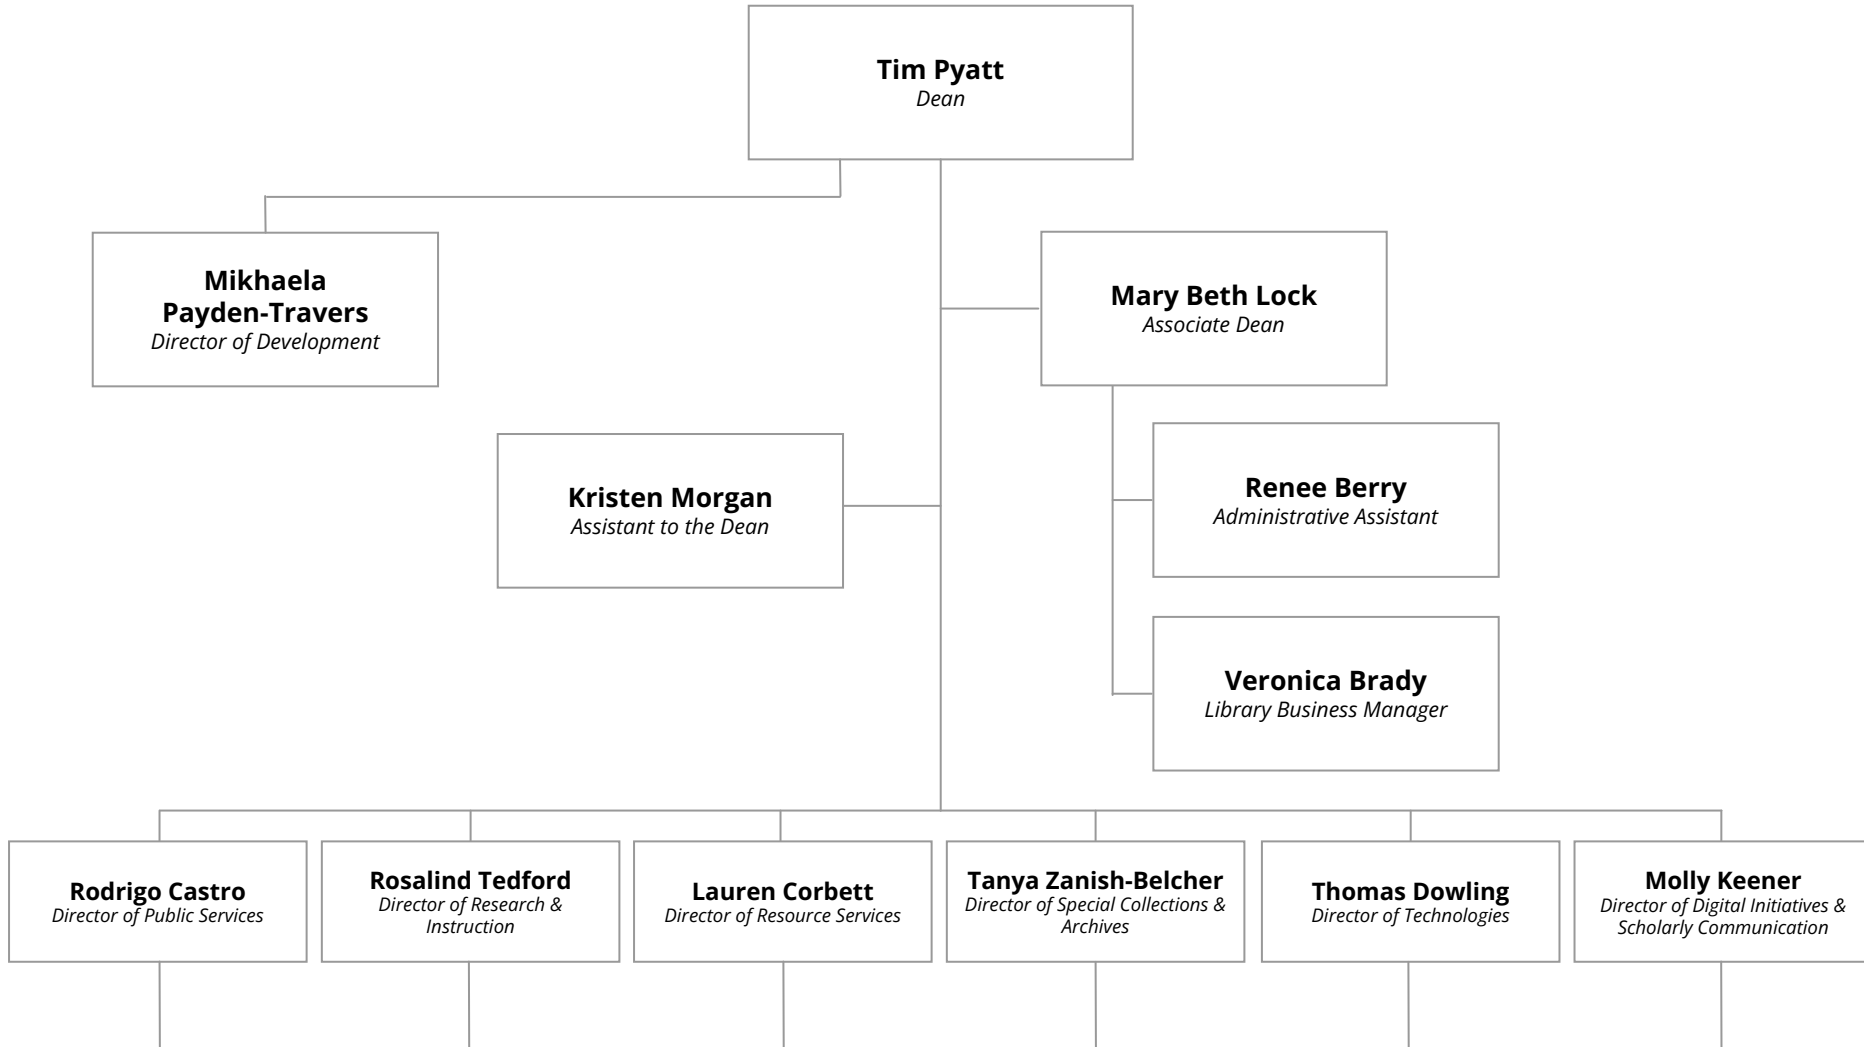 Tim Pyatt
Dean
Mikhaela
Payden-Travers
Director of Development
Mary Beth Lock
Associate Dean
Kristen Morgan
Assistant to the Dean
Renee Berry
Administrative Assistant
Veronica Brady
Library Business Manager
Rodrigo Castro
Director of Public Services
Rosalind Tedford
Director of Research &
Instruction
Lauren Corbett
Director of Resource Services
Tanya Zanish-Belcher
Director of Special Collections &
Archives
Thomas Dowling
Director of Technologies
Molly Keener
Director of Digital Initiatives &
Scholarly Communication